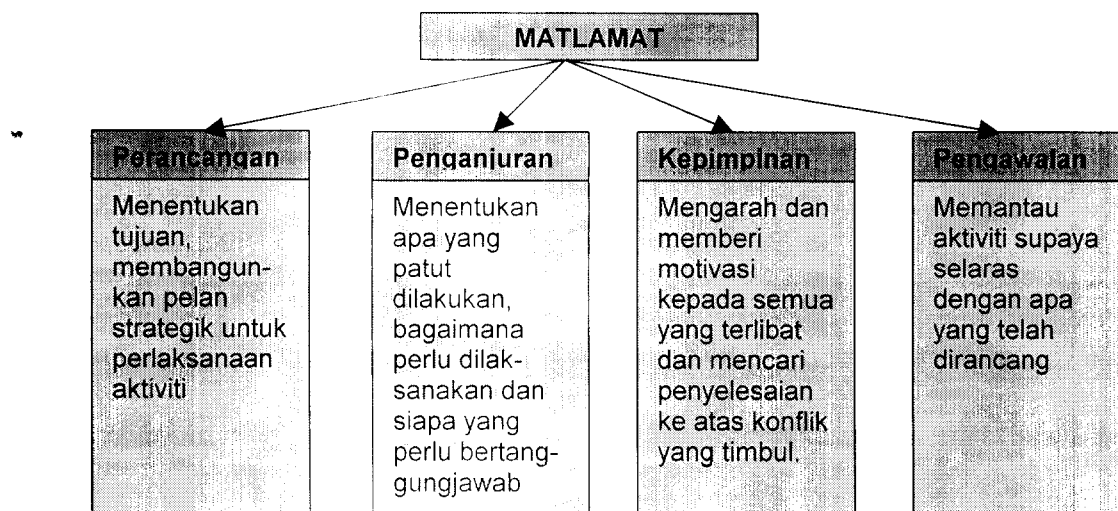 MATLAMAT
Perancangan
Menentukan
tujuan,
membangun-
kan pelan
strategik untuk
perlaksanaan
aktiviti
Penganjuran
Menentukan
apa yang
patut
dilakukan,
bagaimana
perlu dilak-
sanakan dan
siapa yang
perlu bertang-
gungjawab
Kepimpinan
Mengarah dan
memberi
motivasi
kepada semua
yang terlibat
dan mencari
penyelesaian
ke atas konflik
yang timbul.
Pengawalan
Memantau
aktiviti supaya
selaras
dengan apa
yang telah
dirancang